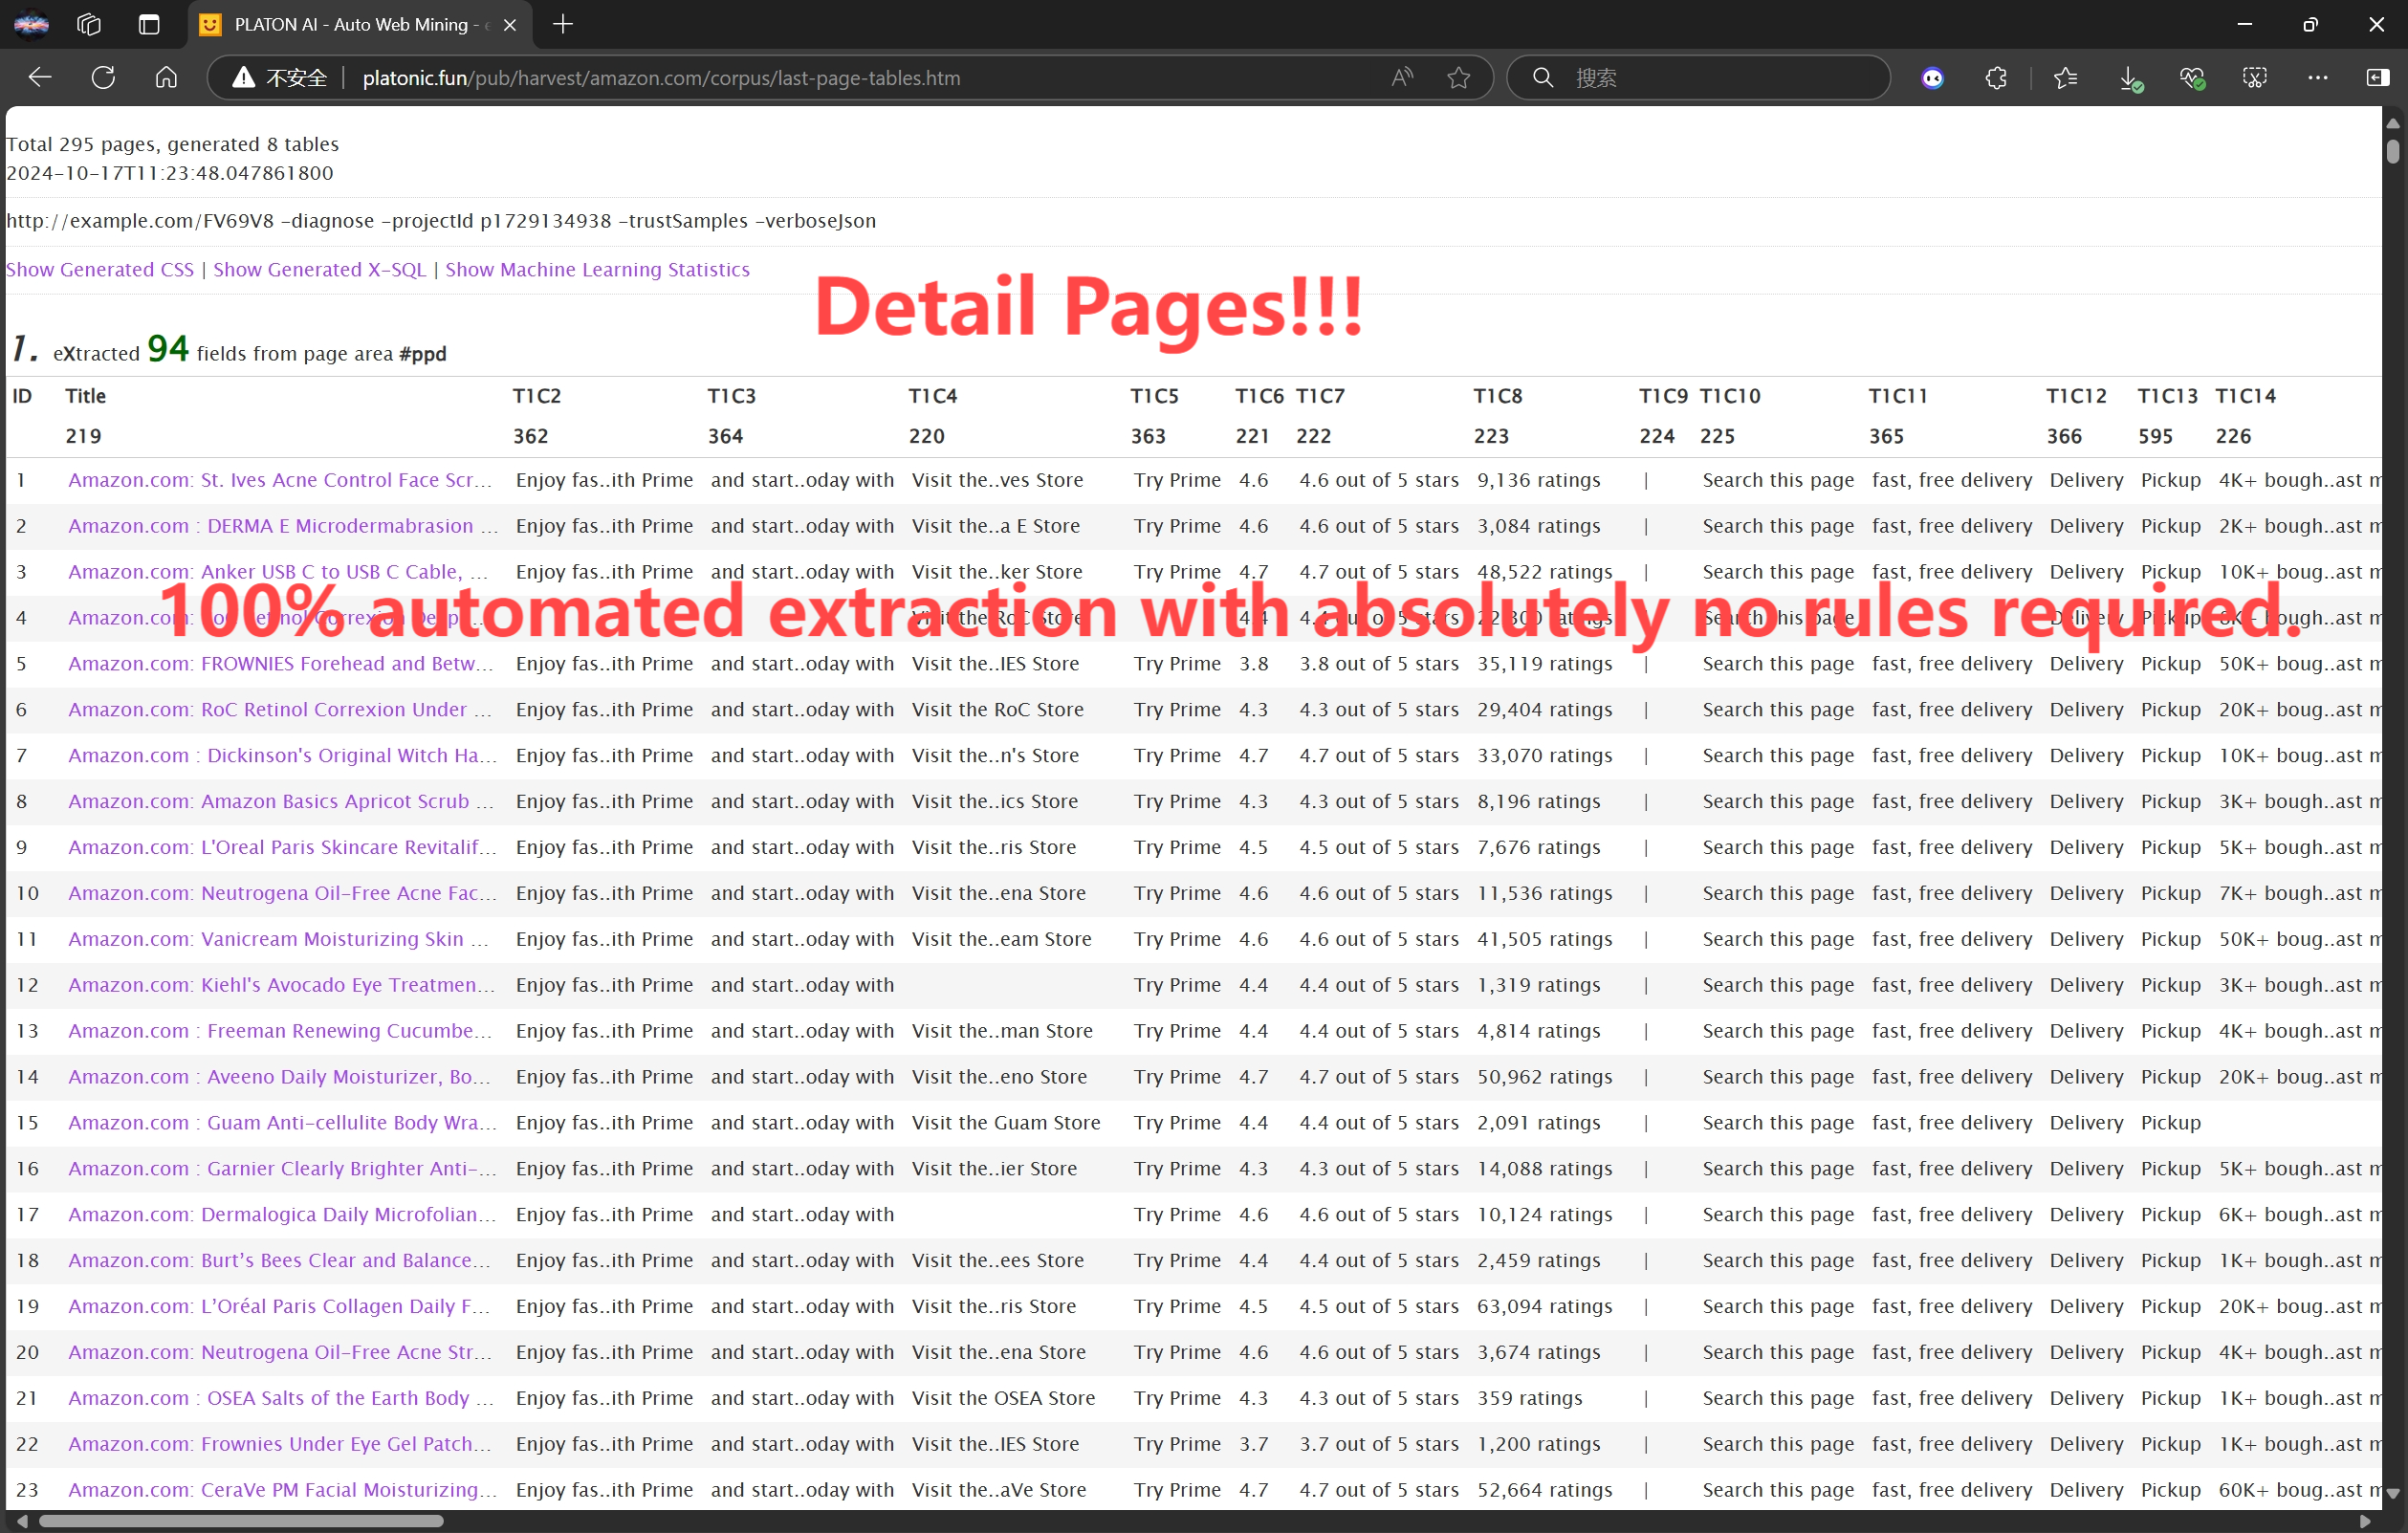 PLATON AI - Auto Web Mining - e
不安全 | platonic.fun/pub/harvest/amazon.com/corpus/last-page-tables.htm 搜索
Total 295 pages, generated 8 tables
2024-10-17T11:23:48.047861800
http://example.com/FV69V8 -diagnose -projectId p1729134938 -trustSamples -verboseJson
Show Generated CSS | Show Generated X-SQL | Show Machine Learning Statistics
Detail Pages!!!
1. eXtracted 94 fields from page area #ppd
ID Title T1C2 T1C3 T1C4 T1C5 T1C6 T1C7 T1C8 T1C9 T1C10 T1C11 T1C12 T1C13 T1C14
219 362 364 220 363 221 222 223 224 225 365 366 595 226
1 Amazon.com: St. Ives Acne Control Face Scr... Enjoy fas..ith Prime and start..oday with Visit the..ves Store Try Prime 4.6 4.6 out of 5 stars 9,136 ratings | Search this page fast, free delivery Delivery Pickup 4K+ bough..ast m
2 Amazon.com : DERMA E Microdermabrasion ... Enjoy fas..ith Prime and start..oday with Visit the..a E Store Try Prime 4.6 4.6 out of 5 stars 3,084 ratings | Search this page fast, free delivery Delivery Pickup 2K+ bough..ast m
3 Amazon.com: Anker USB C to USB C Cable, ... Enjoy fas..ith Prime and start..oday with Visit the..ker Store Try Prime 4.7 4.7 out of 5 stars 48,522 ratings | Search this page fast, free delivery Delivery Pickup 10K+ boug..ast m
100% automated extraction with absolutely no rules required.
4 Amazon.com: RoC Retinol Correxion Visit the RoC Store 4.4 4.4 out of 5 stars ratings Search this page Delivery Pickup
5 Amazon.com: FROWNIES Forehead and Betw... Enjoy fas..ith Prime and start..oday with Visit the..IES Store Try Prime 3.8 3.8 out of 5 stars 35,119 ratings | Search this page fast, free delivery Delivery Pickup 50K+ boug..ast m
6 Amazon.com: RoC Retinol Correxion Under ... Enjoy fas..ith Prime and start..oday with Visit the RoC Store Try Prime 4.3 4.3 out of 5 stars 29,404 ratings | Search this page fast, free delivery Delivery Pickup 20K+ boug..ast m
7 Amazon.com : Dickinson's Original Witch Ha... Enjoy fas..ith Prime and start..oday with Visit the..n's Store Try Prime 4.7 4.7 out of 5 stars 33,070 ratings | Search this page fast, free delivery Delivery Pickup 10K+ boug..ast m
8 Amazon.com: Amazon Basics Apricot Scrub ... Enjoy fas..ith Prime and start..oday with Visit the..ics Store Try Prime 4.3 4.3 out of 5 stars 8,196 ratings | Search this page fast, free delivery Delivery Pickup 3K+ bough..ast m
9 Amazon.com: L'Oreal Paris Skincare Revitalif... Enjoy fas..ith Prime and start..oday with Visit the..ris Store Try Prime 4.5 4.5 out of 5 stars 7,676 ratings | Search this page fast, free delivery Delivery Pickup 5K+ bough..ast m
10 Amazon.com: Neutrogena Oil-Free Acne Fac... Enjoy fas..ith Prime and start..oday with Visit the..ena Store Try Prime 4.6 4.6 out of 5 stars 11,536 ratings | Search this page fast, free delivery Delivery Pickup 7K+ bough..ast m
11 Amazon.com: Vanicream Moisturizing Skin ... Enjoy fas..ith Prime and start..oday with Visit the..eam Store Try Prime 4.6 4.6 out of 5 stars 41,505 ratings | Search this page fast, free delivery Delivery Pickup 50K+ boug..ast m
12 Amazon.com: Kiehl's Avocado Eye Treatmen... Enjoy fas..ith Prime and start..oday with Try Prime 4.4 4.4 out of 5 stars 1,319 ratings | Search this page fast, free delivery Delivery Pickup 3K+ bough..ast m
13 Amazon.com : Freeman Renewing Cucumbe... Enjoy fas..ith Prime and start..oday with Visit the..man Store Try Prime 4.4 4.4 out of 5 stars 4,814 ratings | Search this page fast, free delivery Delivery Pickup 4K+ bough..ast m
14 Amazon.com : Aveeno Daily Moisturizer, Bo... Enjoy fas..ith Prime and start..oday with Visit the..eno Store Try Prime 4.7 4.7 out of 5 stars 50,962 ratings | Search this page fast, free delivery Delivery Pickup 20K+ boug..ast m
15 Amazon.com : Guam Anti-cellulite Body Wra... Enjoy fas..ith Prime and start..oday with Visit the Guam Store Try Prime 4.4 4.4 out of 5 stars 2,091 ratings | Search this page fast, free delivery Delivery Pickup
16 Amazon.com : Garnier Clearly Brighter Anti-... Enjoy fas..ith Prime and start..oday with Visit the..ier Store Try Prime 4.3 4.3 out of 5 stars 14,088 ratings | Search this page fast, free delivery Delivery Pickup 5K+ bough..ast m
17 Amazon.com: Dermalogica Daily Microfolian... Enjoy fas..ith Prime and start..oday with Try Prime 4.6 4.6 out of 5 stars 10,124 ratings | Search this page fast, free delivery Delivery Pickup 6K+ bough..ast m
18 Amazon.com: Burt’s Bees Clear and Balance... Enjoy fas..ith Prime and start..oday with Visit the..ees Store Try Prime 4.4 4.4 out of 5 stars 2,459 ratings | Search this page fast, free delivery Delivery Pickup 1K+ bough..ast m
19 Amazon.com: L’Oréal Paris Collagen Daily F... Enjoy fas..ith Prime and start..oday with Visit the..ris Store Try Prime 4.5 4.5 out of 5 stars 63,094 ratings | Search this page fast, free delivery Delivery Pickup 20K+ boug..ast m
20 Amazon.com: Neutrogena Oil-Free Acne Str... Enjoy fas..ith Prime and start..oday with Visit the..ena Store Try Prime 4.6 4.6 out of 5 stars 3,674 ratings | Search this page fast, free delivery Delivery Pickup 4K+ bough..ast m
21 Amazon.com : OSEA Salts of the Earth Body ... Enjoy fas..ith Prime and start..oday with Visit the OSEA Store Try Prime 4.3 4.3 out of 5 stars 359 ratings | Search this page fast, free delivery Delivery Pickup 1K+ bough..ast m
22 Amazon.com: Frownies Under Eye Gel Patch... Enjoy fas..ith Prime and start..oday with Visit the..IES Store Try Prime 3.7 3.7 out of 5 stars 1,200 ratings | Search this page fast, free delivery Delivery Pickup 1K+ bough..ast m
23 Amazon.com: CeraVe PM Facial Moisturizing... Enjoy fas..ith Prime and start..oday with Visit the..aVe Store Try Prime 4.7 4.7 out of 5 stars 52,664 ratings | Search this page fast, free delivery Delivery Pickup 60K+ boug..ast m